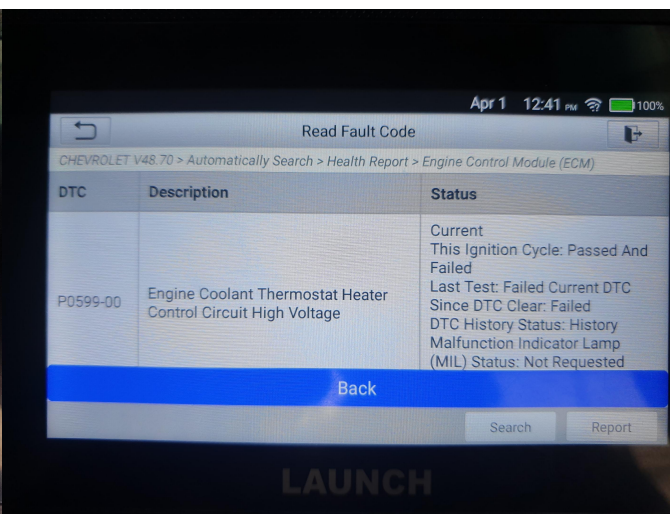 Apr 1 12:41 PM 100%
Read Fault Code
CHEVROLET V48.70 > Automatically Search > Health Report > Engine Control Module (ECM)
DTC Description Status
P0599-00
Engine Coolant Thermostat Heater
Control Circuit High Voltage
Current
This Ignition Cycle: Passed And
Failed
Last Test: Failed Current DTC
Since DTC Clear: Failed
DTC History Status: History
Malfunction Indicator Lamp
(MIL) Status: Not Requested
Back
Search Report
LAUNCH